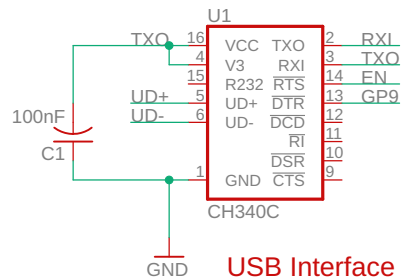 U1
TXO 16 VCC TXO 2 RXI
4 V3 RXI 3 TXO
15 R232 RTS 14 EN
UD+ 5 UD+ DTR 13 GP9
UD- 6 UD- DCD 12
100nF RI 11
C1 DSR 10
1 GND CTS 9
CH340C
GND USB Interface